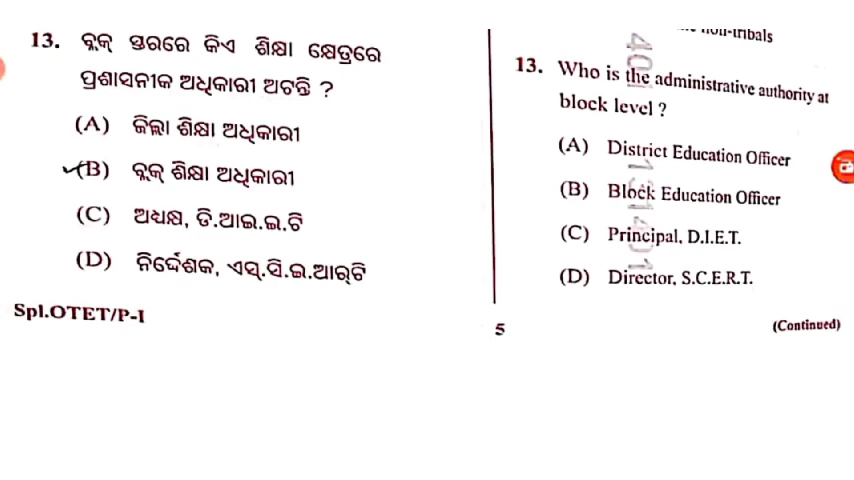 13. ବ୍ଲକ୍ ସ୍ତରରେ କିଏ ଶିକ୍ଷା କ୍ଷେତ୍ରରେ
ପ୍ରଶାସନୀକ ଅଧିକାରୀ ଅଟନ୍ତି ?
(A) ଜିଲ୍ଲା ଶିକ୍ଷା ଅଧିକାରୀ
(B) ବ୍ଲକ୍ ଶିକ୍ଷା ଅଧିକାରୀ
(C) ଅଧ୍ୟକ୍ଷ, ଡି.ଆଇ.ଇ.ଟି
(D) ନିର୍ଦ୍ଦେଶକ, ଏସ୍.ସି.ଇ.ଆର୍‌ଟି
Spl.OTET/P-I
non-tribals
13. Who is the administrative authority at
block level ?
(A) District Education Officer
(B) Block Education Officer
(C) Principal, D.I.E.T.
(D) Director, S.C.E.R.T.
5
(Continued)